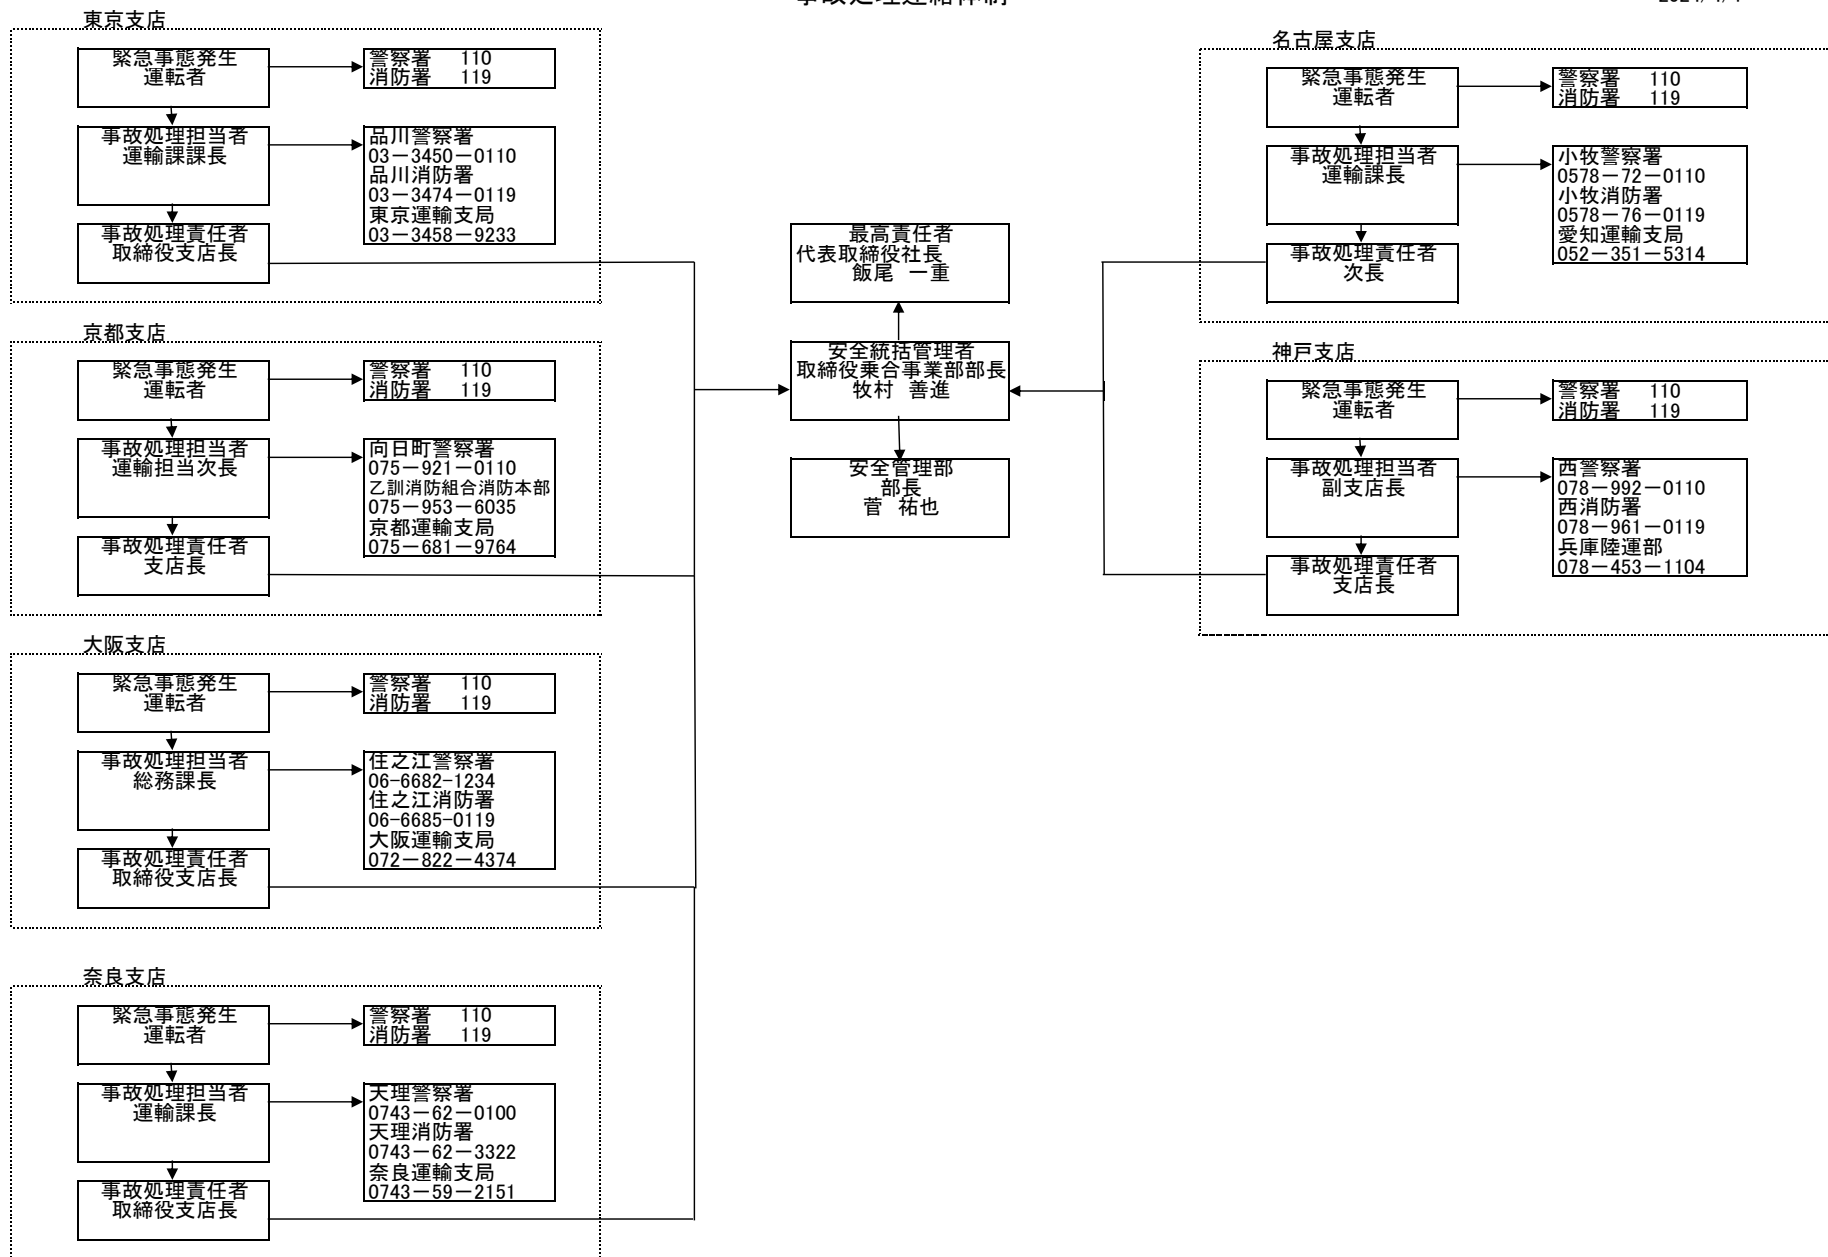 東京支店
緊急事態発生
運転者
警察署 110
消防署 119
事故処理担当者
運輸課課長
品川警察署
03－3450－0110
品川消防署
03－3474－0119
東京運輸支局
03－3458－9233
事故処理責任者
取締役支店長
京都支店
緊急事態発生
運転者
警察署 110
消防署 119
事故処理担当者
運輸担当次長
向日町警察署
075－921－0110
乙訓消防組合消防本部
075－953－6035
京都運輸支局
075－681－9764
事故処理責任者
支店長
大阪支店
緊急事態発生
運転者
警察署 110
消防署 119
事故処理担当者
総務課長
住之江警察署
06-6682-1234
住之江消防署
06-6685-0119
大阪運輸支局
072－822－4374
事故処理責任者
取締役支店長
奈良支店
緊急事態発生
運転者
警察署 110
消防署 119
事故処理担当者
運輸課長
天理警察署
0743－62－0100
天理消防署
0743－62－3322
奈良運輸支局
0743－59－2151
事故処理責任者
取締役支店長
最高責任者
代表取締役社長
飯尾 一重
安全統括管理者
取締役乗合事業部部長
牧村 善進
安全管理部
部長
菅 祐也
名古屋支店
緊急事態発生
運転者
警察署 110
消防署 119
事故処理担当者
運輸課長
小牧警察署
0578－72－0110
小牧消防署
0578－76－0119
愛知運輸支局
052－351－5314
事故処理責任者
次長
神戸支店
緊急事態発生
運転者
警察署 110
消防署 119
事故処理担当者
副支店長
西警察署
078－992－0110
西消防署
078－961－0119
兵庫陸運部
078－453－1104
事故処理責任者
支店長